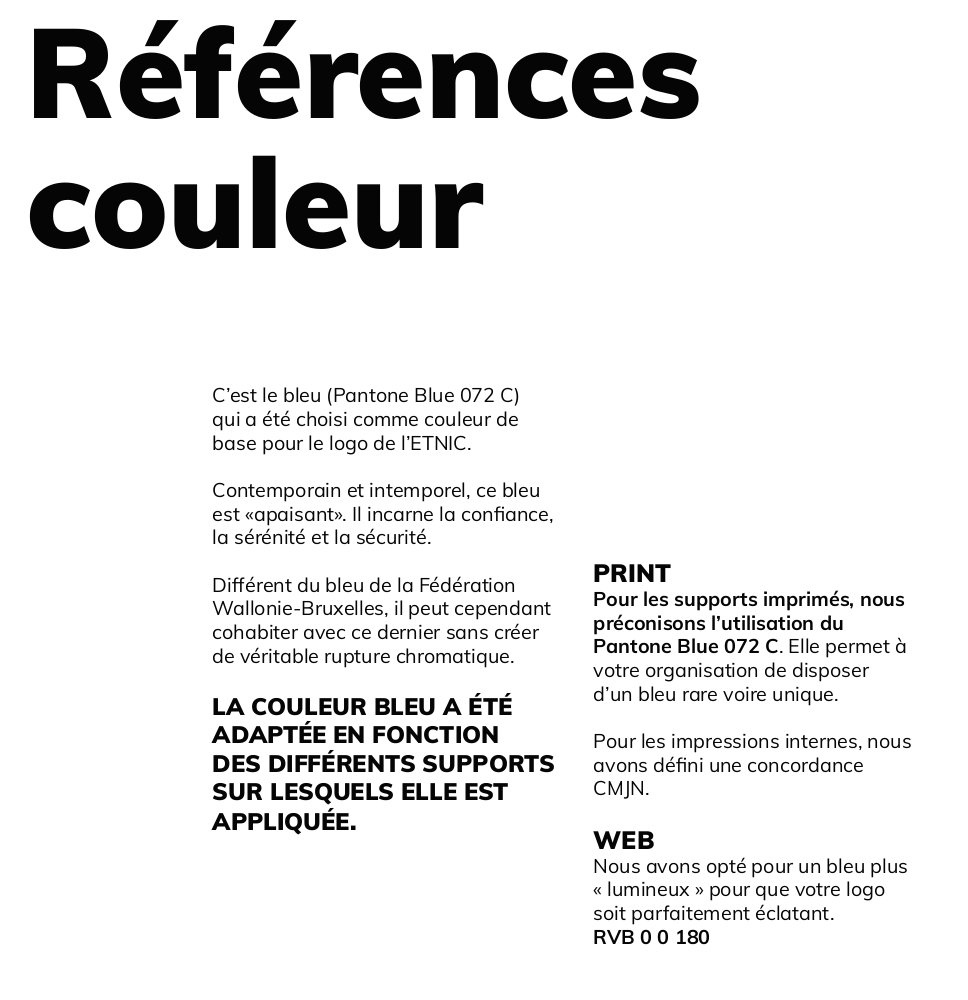 Références
couleur
C’est le bleu (Pantone Blue 072 C)
qui a été choisi comme couleur de
base pour le logo de l’ETNIC.
Contemporain et intemporel, ce bleu
est «apaisant». Il incarne la confiance,
la sérénité et la sécurité.
Différent du bleu de la Fédération
Wallonie-Bruxelles, il peut cependant
cohabiter avec ce dernier sans créer
de véritable rupture chromatique.
LA COULEUR BLEU A ÉTÉ
ADAPTÉE EN FONCTION
DES DIFFÉRENTS SUPPORTS
SUR LESQUELS ELLE EST
APPLIQUÉE.
PRINT
Pour les supports imprimés, nous
préconisons l’utilisation du
Pantone Blue 072 C. Elle permet à
votre organisation de disposer
d’un bleu rare voire unique.
Pour les impressions internes, nous
avons défini une concordance
CMJN.
WEB
Nous avons opté pour un bleu plus
« lumineux » pour que votre logo
soit parfaitement éclatant.
RVB 0 0 180